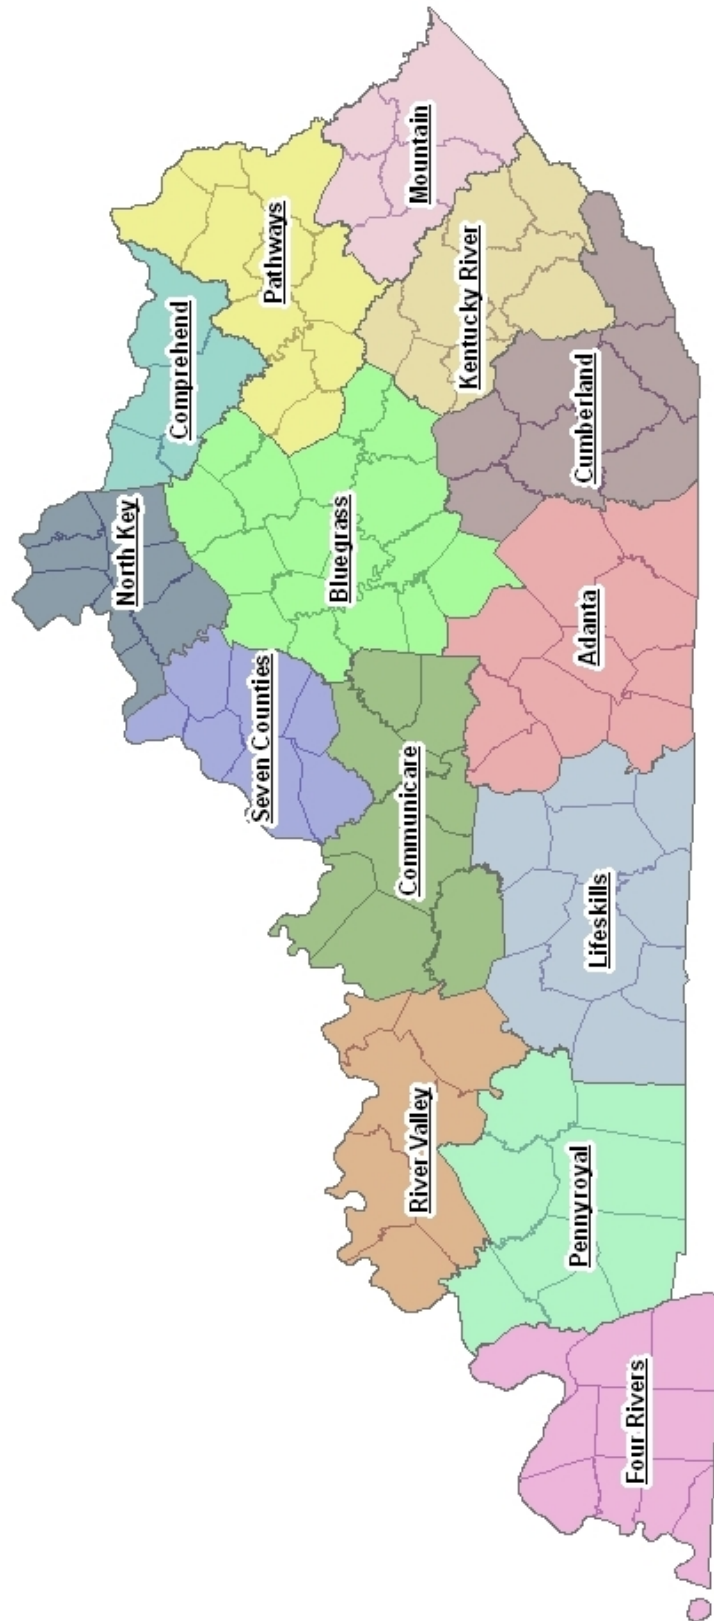 North Key
Comprehend
Pathways
Seven Counties
Bluegrass
Mountain
River Valley
Communicare
Kentucky River
Four Rivers
Pennyroyal
Lifeskills
Adanta
Cumberland